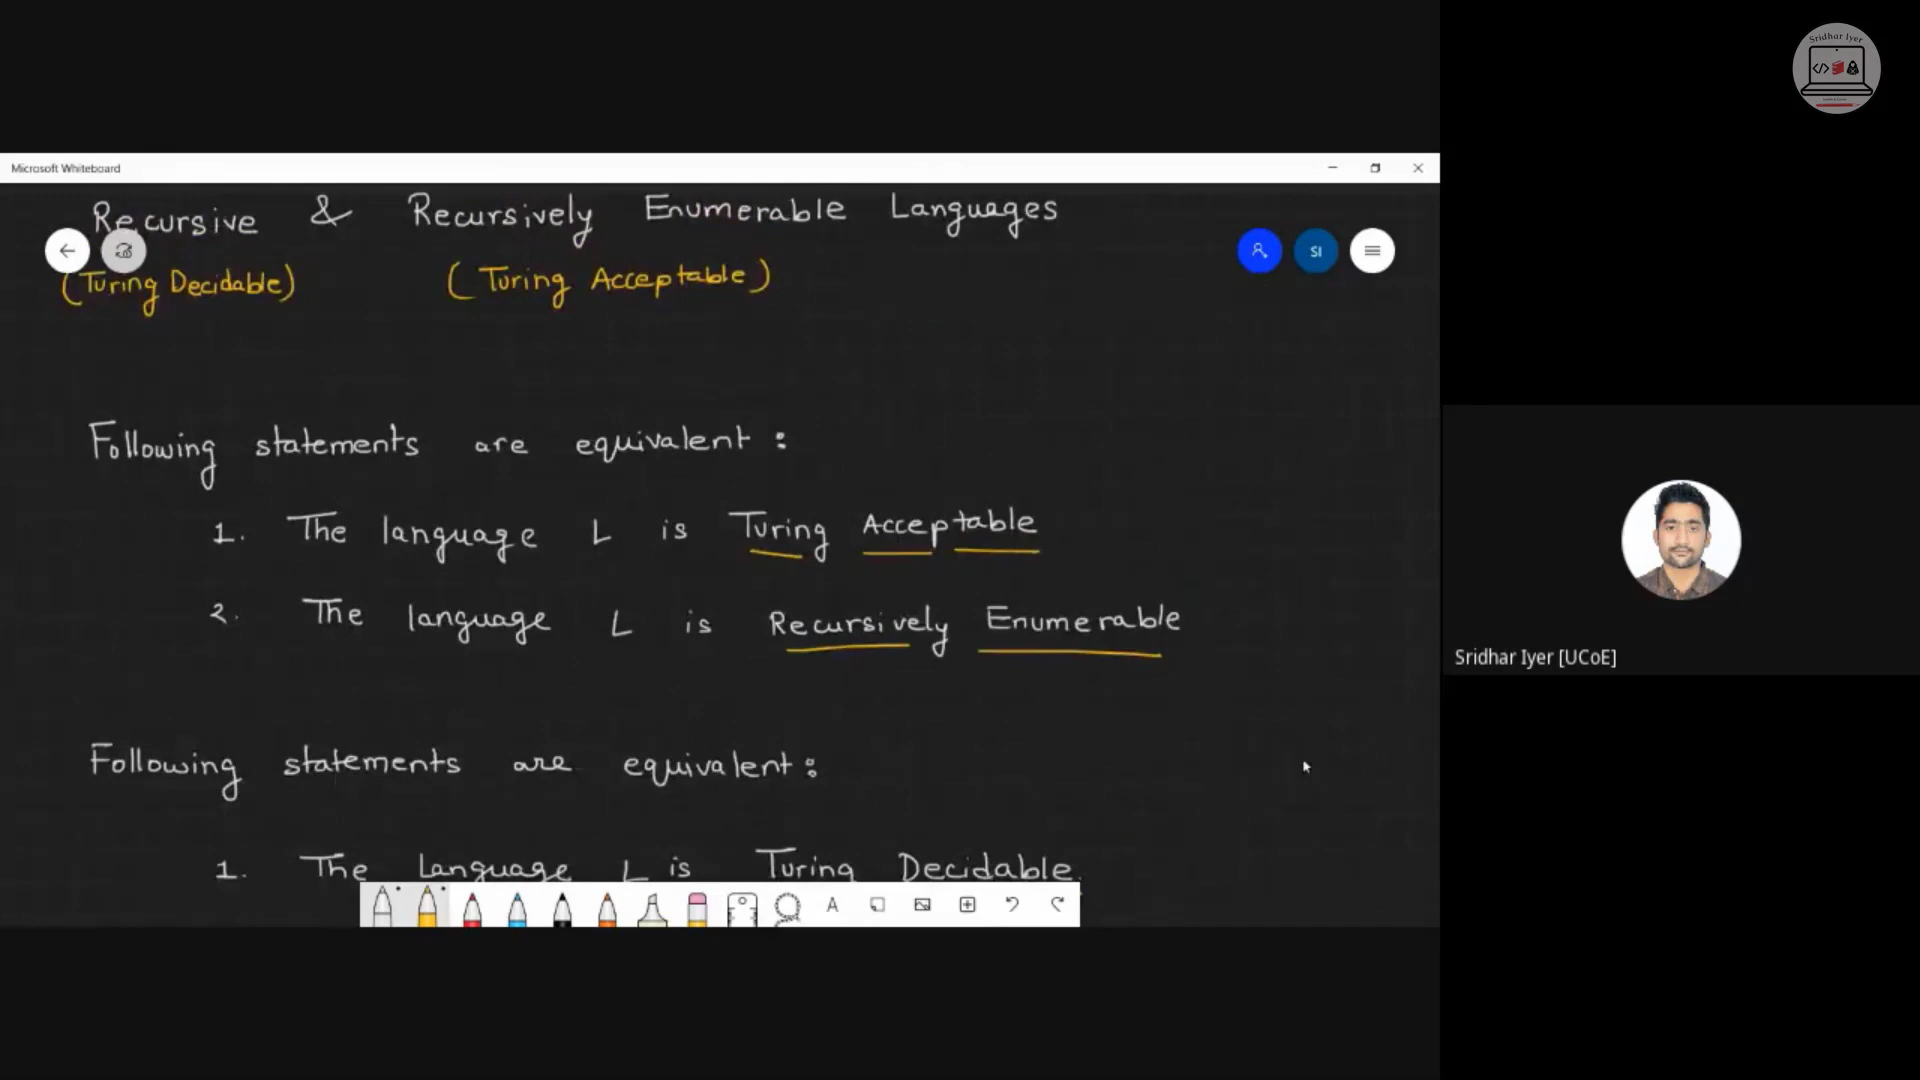 Sridhar Iyer
</>
Microsoft Whiteboard
Recursive & Recursively Enumerable Languages
(Turing Decidable) (Turing Acceptable)
SI
Following statements are equivalent :
1. The language L is Turing Acceptable
2. The language L is Recursively Enumerable
Sridhar Iyer [UCoE]
Following statements are equivalent :
1. The Language L is Turing Decidable.
A